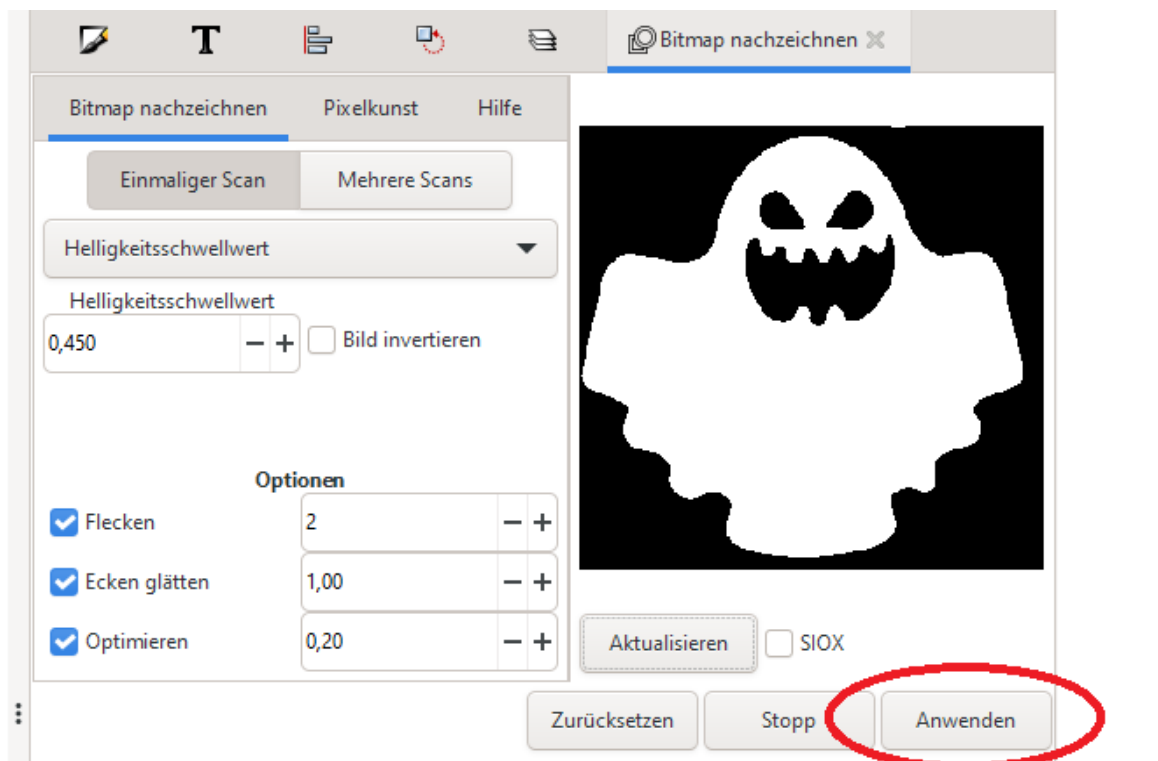 Bitmap nachzeichnen
Bitmap nachzeichnen Pixelkunst Hilfe
Einmaliger Scan Mehrere Scans
Helligkeitsschwellwert
Helligkeitsschwellwert
0,450 Bild invertieren
Optionen
Flecken 2
Ecken glätten 1,00
Optimieren 0,20
Aktualisieren SIOX
Zurücksetzen Stopp Anwenden